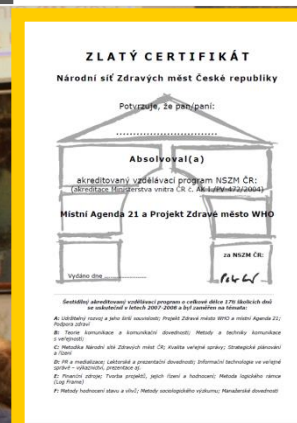 ZLATÝ CERTIFIKÁT
Národní síť Zdravých měst České republiky
Potvrzuje, že pan/paní:
..............................
Absolvoval(a)
akreditovaný vzdělávací program NSZM ČR:
(akreditace Ministerstva vnitra ČR č. AK I./PV-472/2004)
Místní Agenda 21 a Projekt Zdravé město WHO
za NSZM ČR:
Vydáno dne
Šestidílný akreditovaný vzdělávací program o celkové délce 176 školících dnů
se uskutečnil v letech 2007-2008 a byl zaměřen na témata:
A: Udržitelný rozvoj a jeho širší souvislosti; Projekt Zdravé město WHO a místní Agenda 21;
Podpora zdraví
B: Teorie komunikace a komunikační dovednosti; Metody a techniky komunikace
s veřejností;
C: Metodika Národní sítě Zdravých měst ČR; Kvalita veřejné správy; Strategické plánování
a řízení
D: PR a medializace; Lektorské a prezentační dovednosti; Informační technologie ve veřejné
správě – vykazatelné, prezentace aj.
E: Finanční zdroje; Tvorba projektů, jejich řízení a hodnocení; Metoda logického rámce
(Log Frame)
F: Metody hodnocení stavu a vlivů; Metody sociologického výzkumu; Manažerské dovednosti